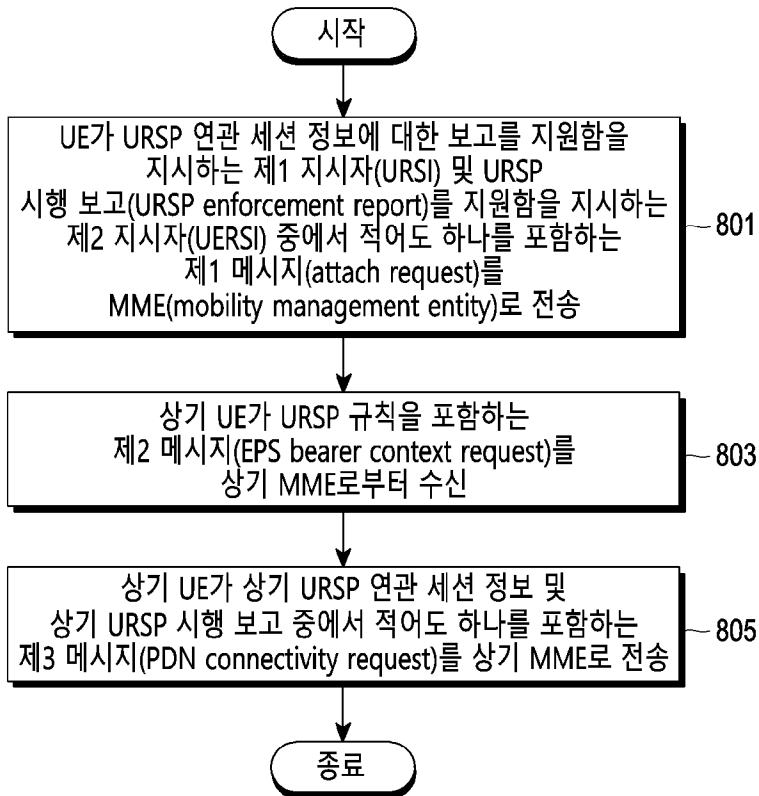 시작
UE가 URSP 연관 세션 정보에 대한 보고를 지원함을
지시하는 제1 지시자(URSI) 및 URSP
시행 보고(URSP enforcement report)를 지원함을 지시하는
제2 지시자(UERSI) 중에서 적어도 하나를 포함하는
제1 메시지(attach request)를
MME(mobility management entity)로 전송
801
상기 UE가 URSP 규칙을 포함하는
제2 메시지(EPS bearer context request)를
상기 MME로부터 수신
803
상기 UE가 상기 URSP 연관 세션 정보 및
상기 URSP 시행 보고 중에서 적어도 하나를 포함하는
제3 메시지(PDN connectivity request)를 상기 MME로 전송
805
종료